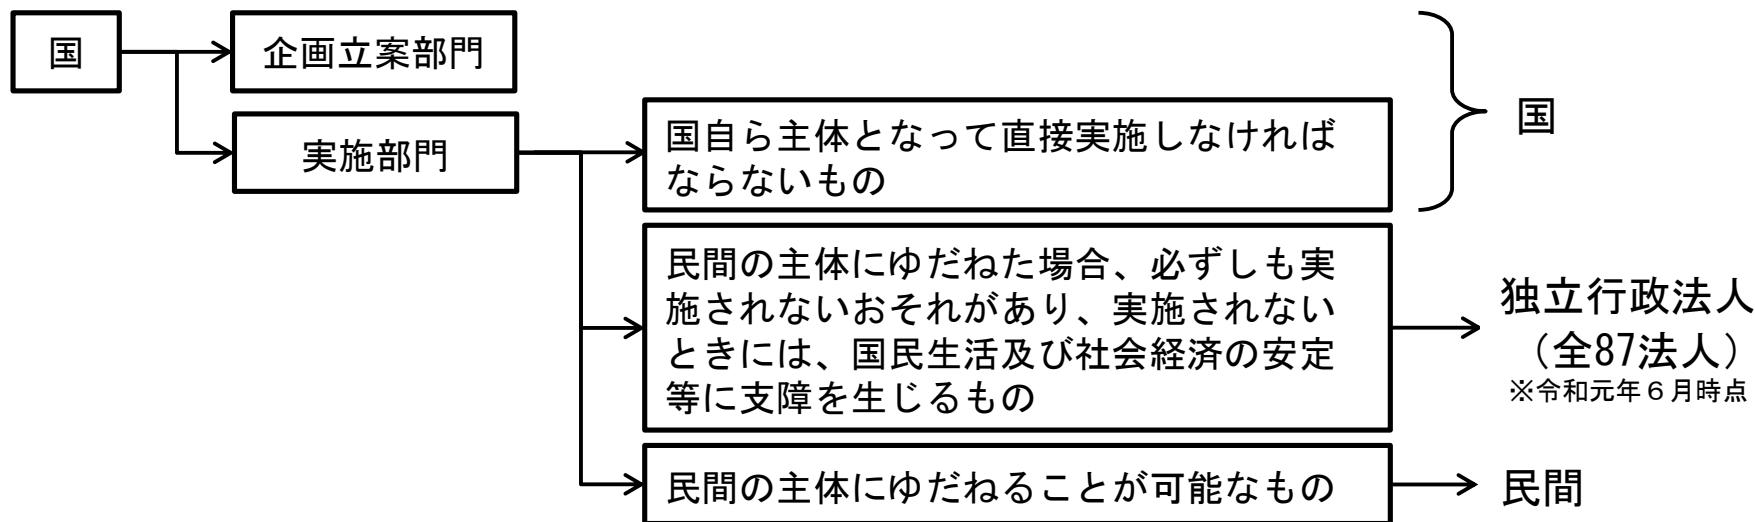 国
企画立案部門
実施部門
国自ら主体となって直接実施しなければ
ならないもの
国
民間の主体にゆだねた場合、必ずしも実
施されないおそれがあり、実施されない
ときには、国民生活及び社会経済の安定
等に支障を生じるもの
独立行政法人
（全87法人）
※令和元年６月時点
民間の主体にゆだねることが可能なもの
民間